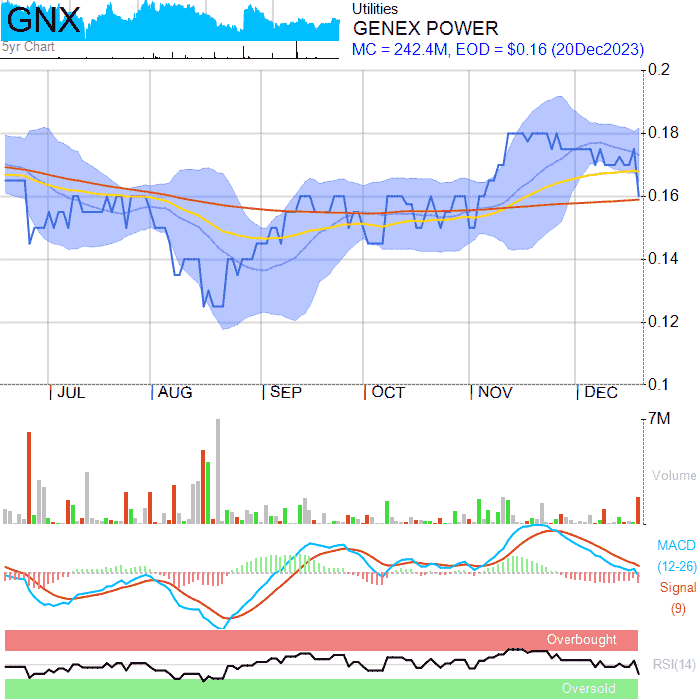 GNX
5yr Chart
Utilities
GENEX POWER
MC = 242.4M, EOD = $0.16 (20Dec2023)
0.2
0.18
0.16
0.14
0.12
0.1
JUL AUG SEP OCT NOV DEC
7M
Volume
MACD
(12-26)
Signal
(9)
Overbought
RSI(14)
Oversold